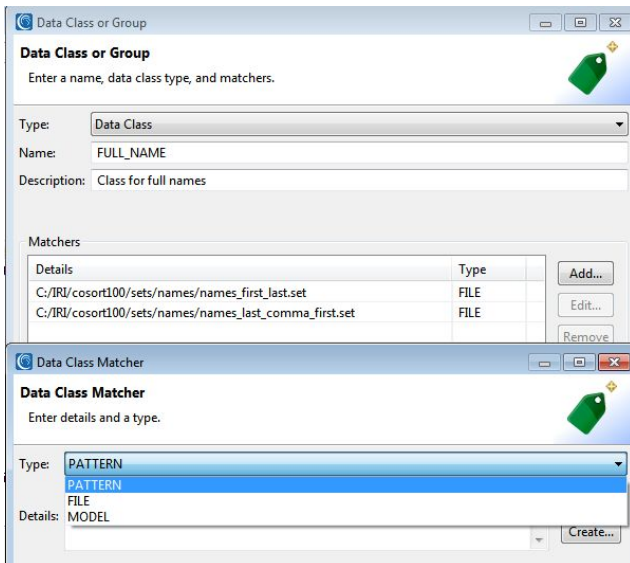 Data Class or Group
Data Class or Group
Enter a name, data class type, and matchers.
Type: Data Class
Name: FULL_NAME
Description: Class for full names
Matchers
Details Type
C:/IRI/cosort100/sets/names/names_first_last.set FILE
C:/IRI/cosort100/sets/names/names_last_comma_first.set FILE
Add...
Edit...
Remove
Data Class Matcher
Data Class Matcher
Enter details and a type.
Type: PATTERN
PATTERN
FILE
Details: MODEL
Create...